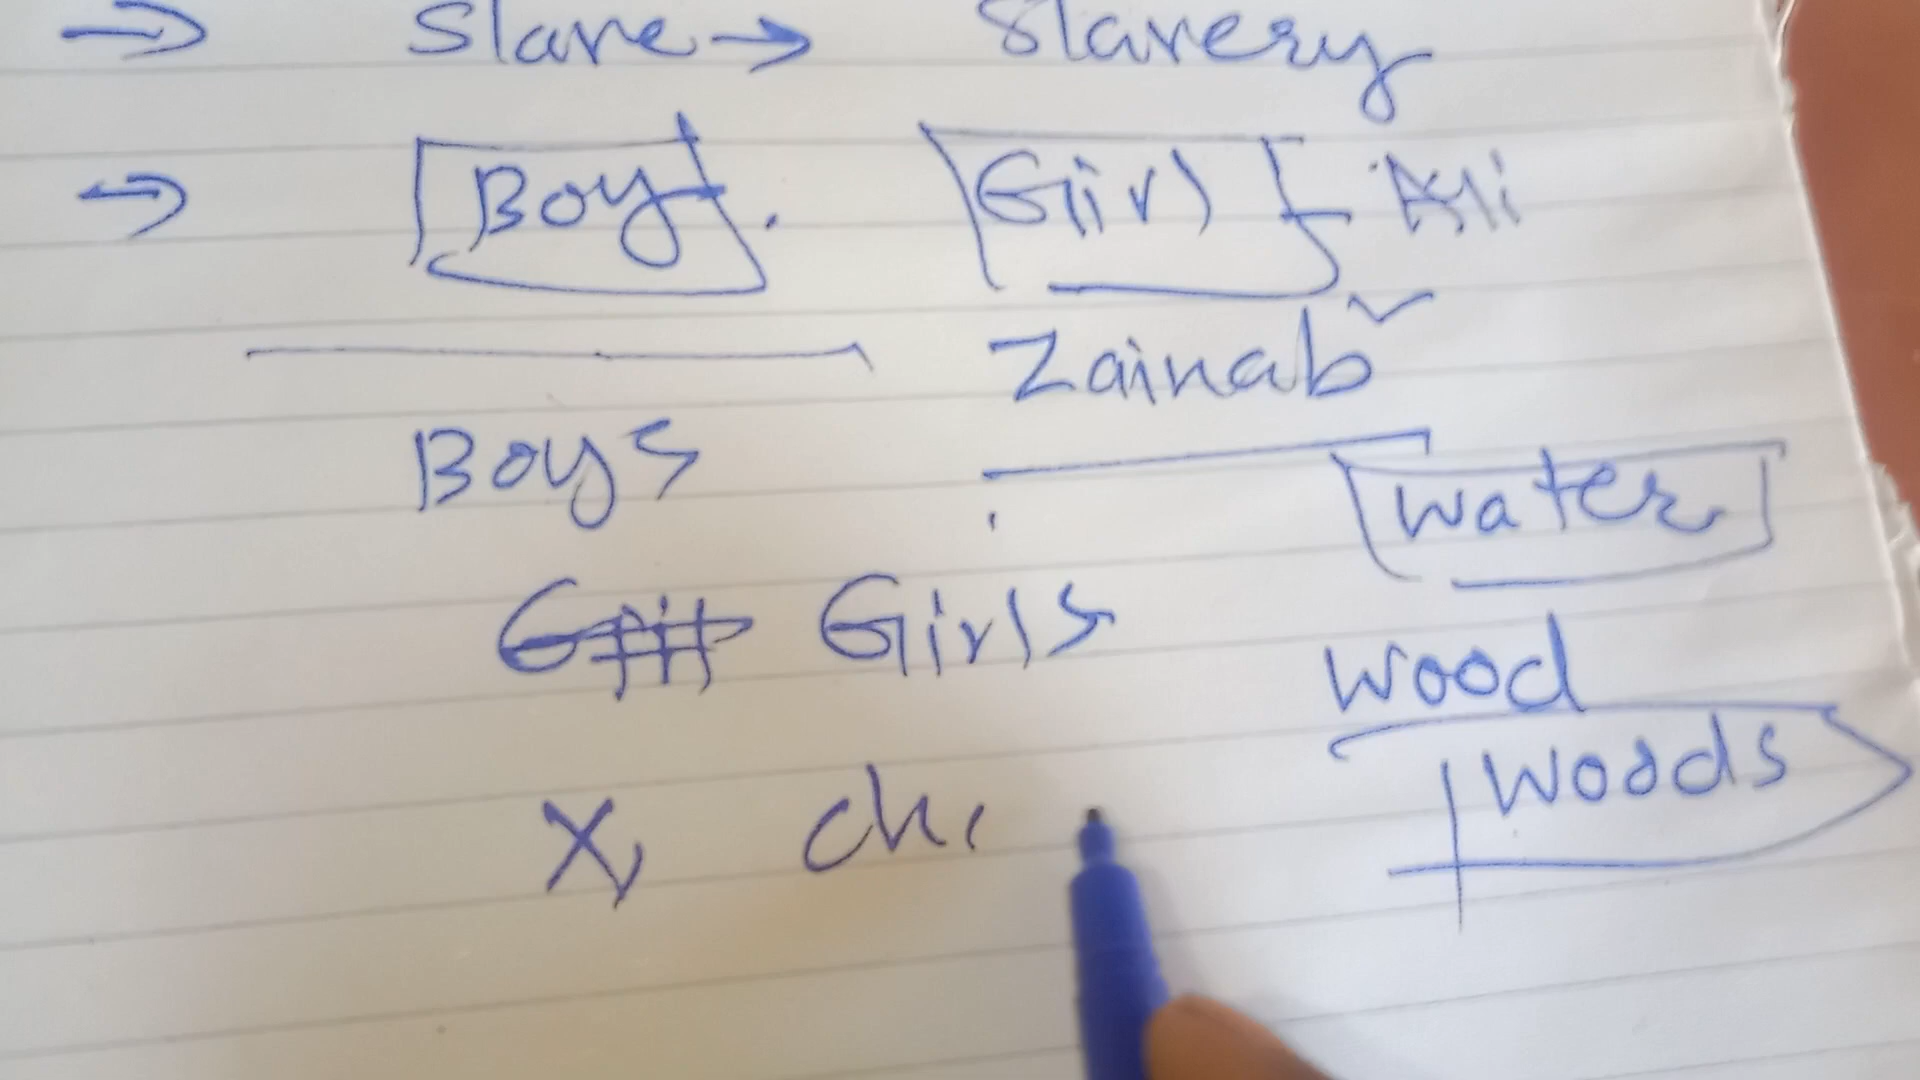 ⇒ Slave → Slavery
⇒ Boy. Girl Ali
Zainab ✓
Boys
water
Girls
wood
woods
X, chi